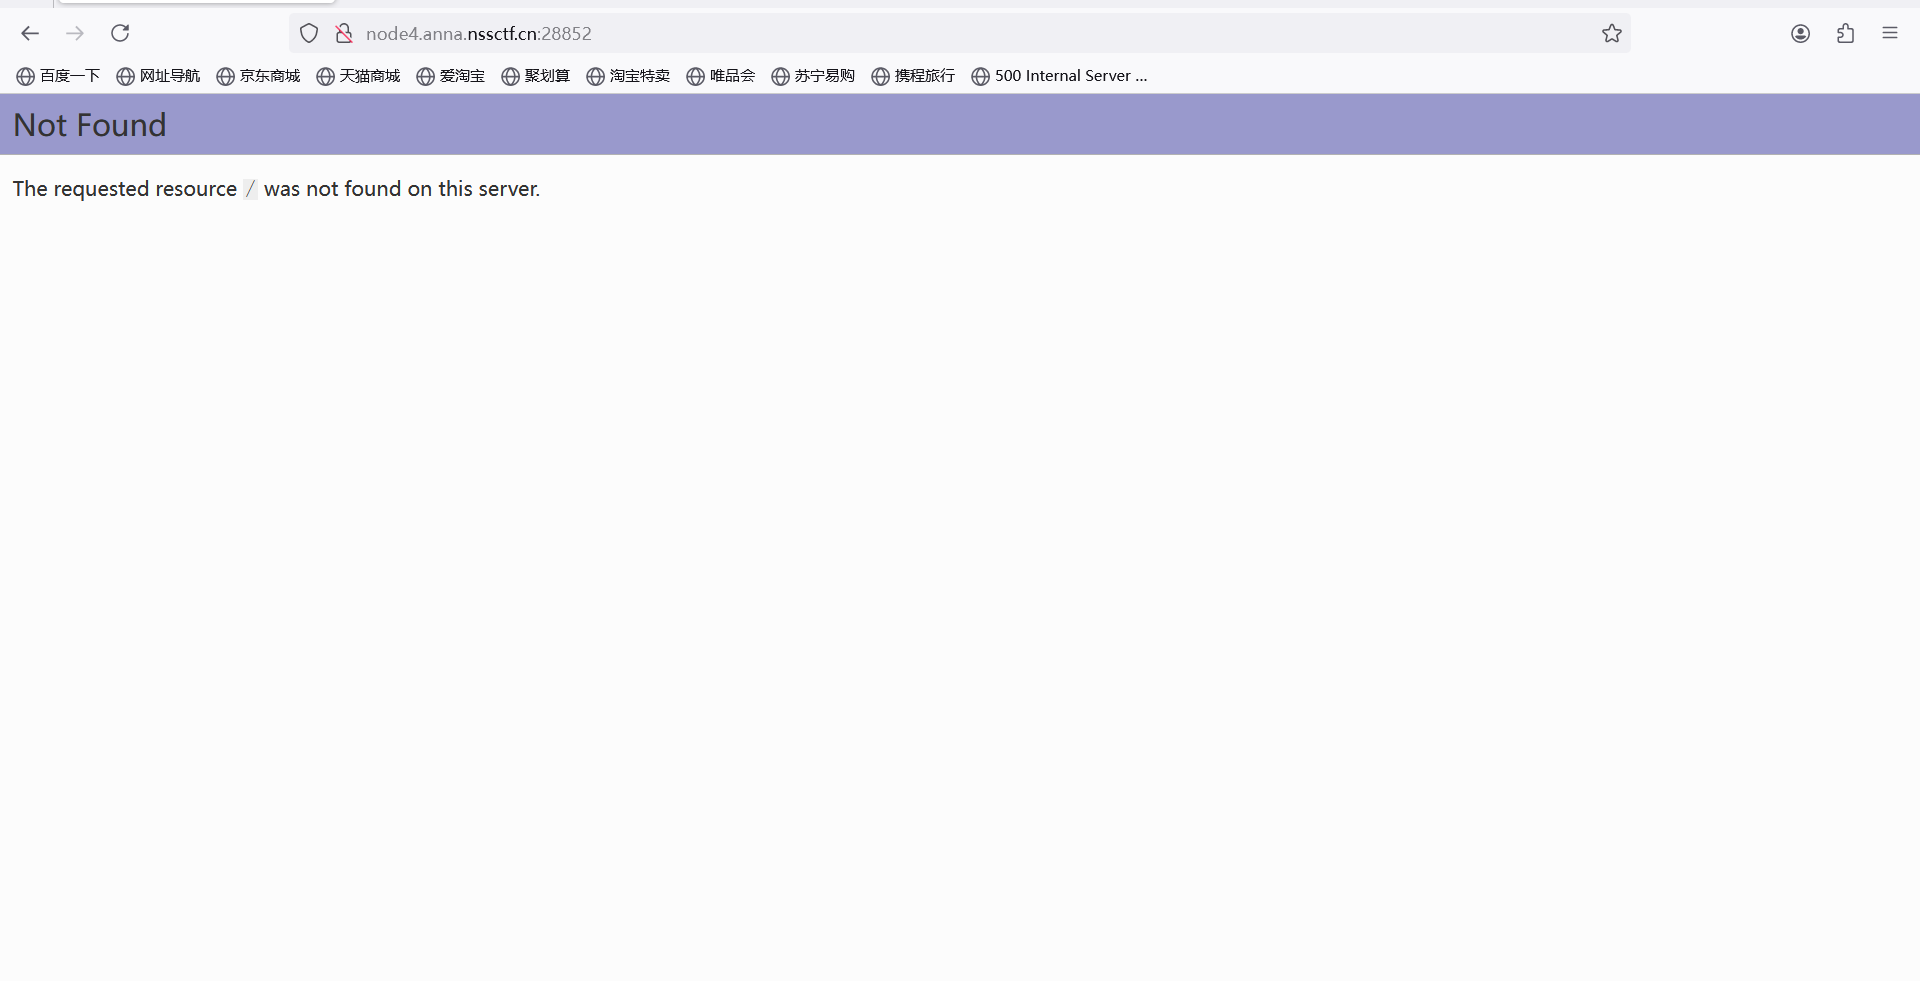 node4.anna.nssctf.cn:28852
百度一下 网址导航 京东商城 天猫商城 爱淘宝 聚划算 淘宝特卖 唯品会 苏宁易购 携程旅行 500 Internal Server ...
Not Found
The requested resource / was not found on this server.